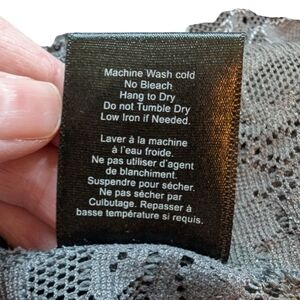 Machine Wash cold
No Bleach
Hang to Dry
Do not Tumble Dry
Low Iron if Needed.
Laver à la machine
à l'eau froide.
Ne pas utiliser d'agent
de blanchiment.
Suspendre pour sécher.
Ne pas sécher par
Culbutage. Repasser à
basse température si requis.